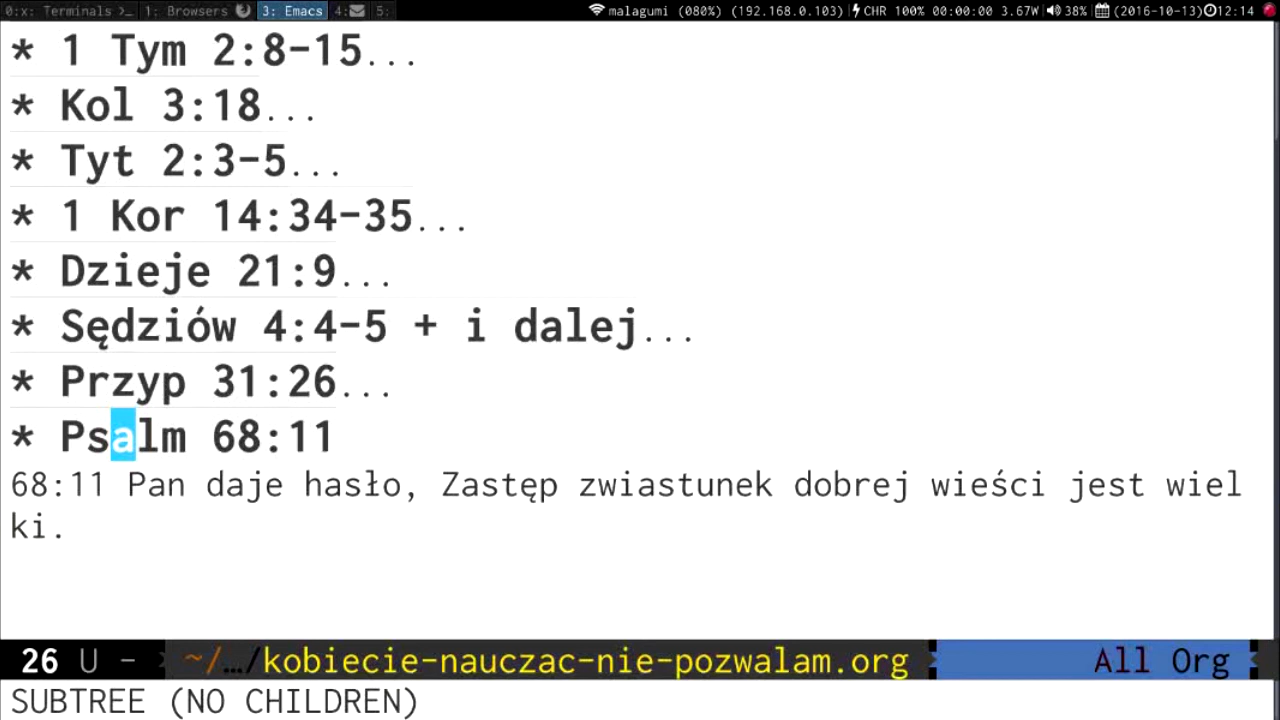 0:x: Terminals 1: Browsers 3: Emacs 4: 5: malagumi (080%) (192.168.0.103) CHR 100% 00:00:00 3.67W 38% (2016-10-13) 12:14
* 1 Tym 2:8-15...
* Kol 3:18...
* Tyt 2:3-5...
* 1 Kor 14:34-35...
* Dzieje 21:9...
* Sędziów 4:4-5 + i dalej...
* Przyp 31:26...
* Psalm 68:11
68:11 Pan daje hasło, Zastęp zwiastunek dobrej wieści jest wiel
ki.
26 U - ~/…/kobiecie-nauczac-nie-pozwalam.org All Org
SUBTREE (NO CHILDREN)